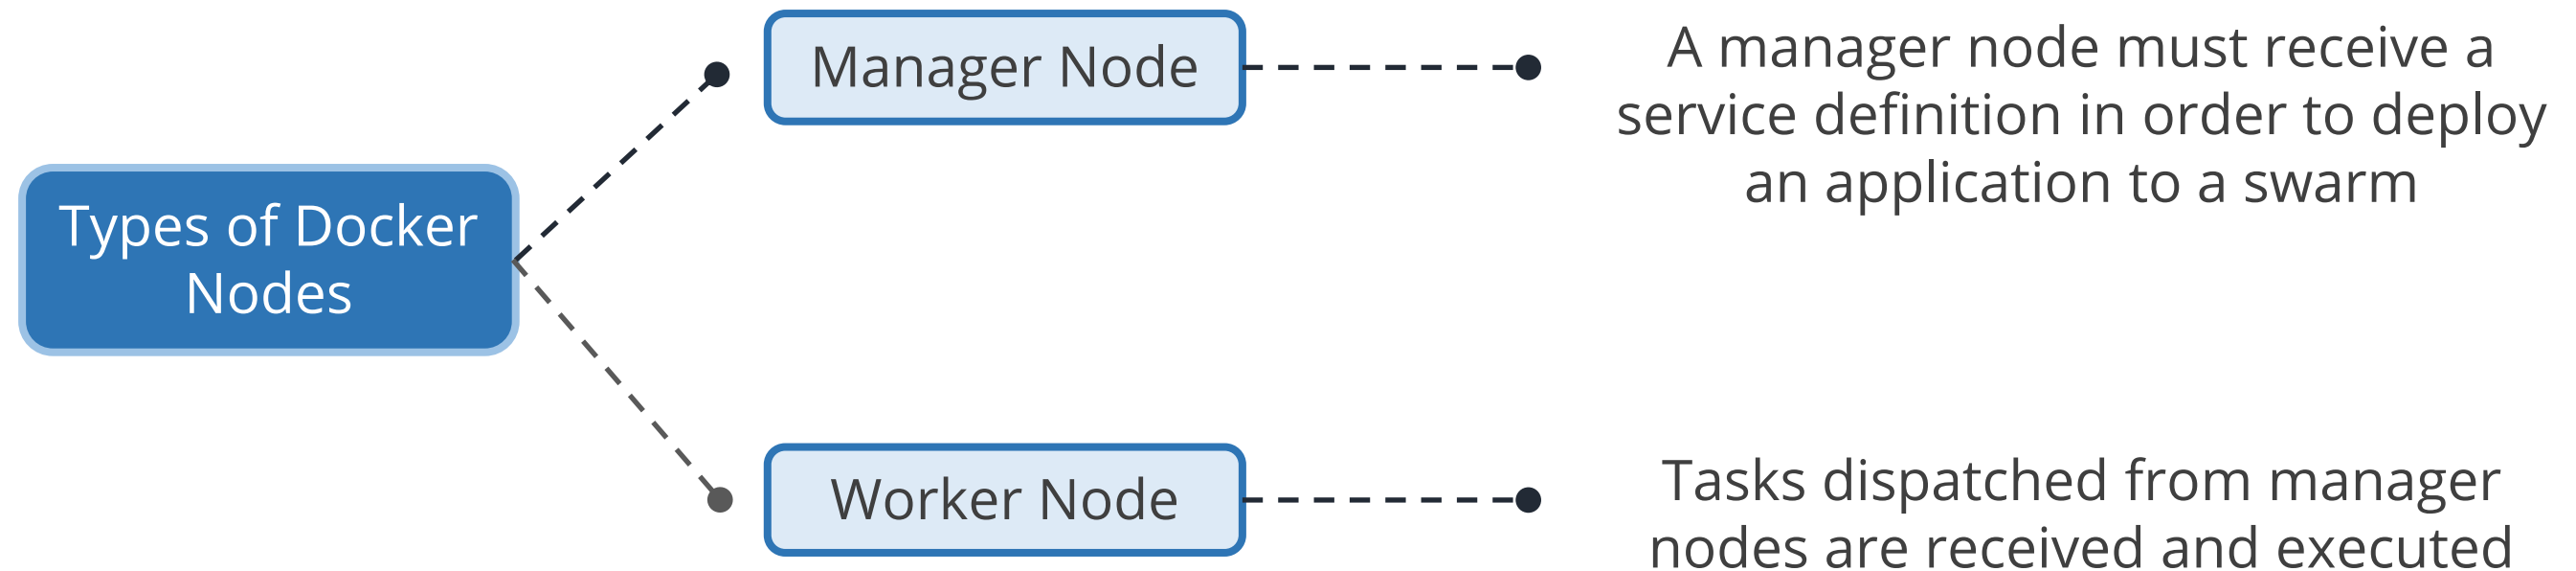 Types of Docker
Nodes
Manager Node
A manager node must receive a
service definition in order to deploy
an application to a swarm
Worker Node
Tasks dispatched from manager
nodes are received and executed